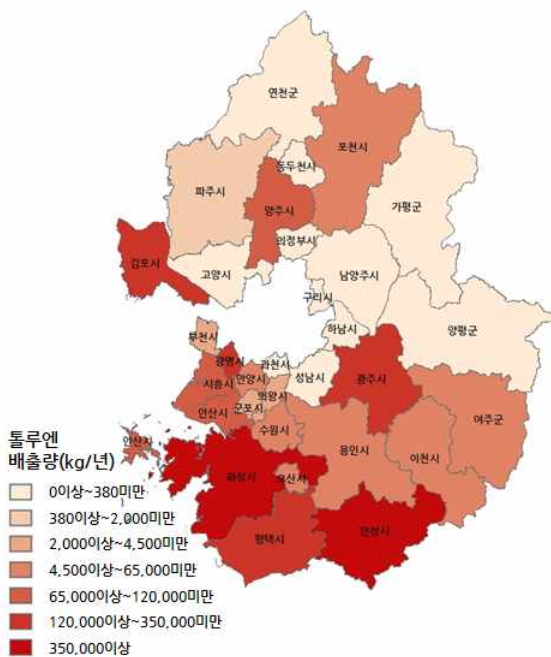 연천군
포천시
동두천시
파주시
양주시
가평군
의정부시
김포시
고양시
남양주시
구리시
부천시
하남시
양평군
광명시
과천시
시흥시
안양시
성남시
광주시
의왕시
안산시
군포시
여주군
수원시
안산시
용인시
이천시
화성시
오산시
평택시
안성시
톨루엔
배출량(kg/년)
0이상~380미만
380이상~2,000미만
2,000이상~4,500미만
4,500이상~65,000미만
65,000이상~120,000미만
120,000이상~350,000미만
350,000이상